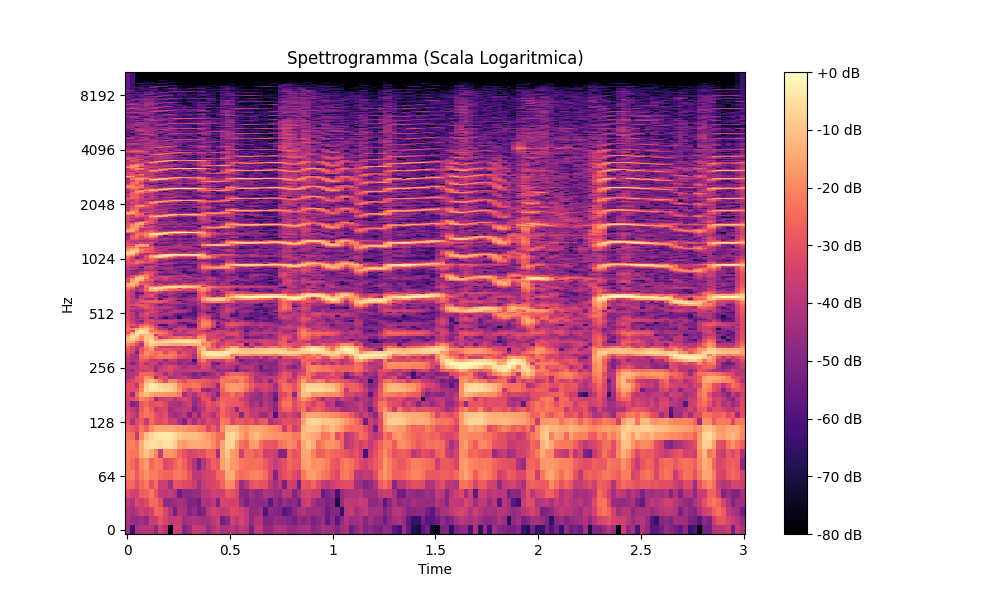 Spettrogramma (Scala Logaritmica)
8192
4096
2048
1024
512
256
128
64
0
Hz
0
0.5
1
1.5
2
2.5
3
Time
+0 dB
-10 dB
-20 dB
-30 dB
-40 dB
-50 dB
-60 dB
-70 dB
-80 dB